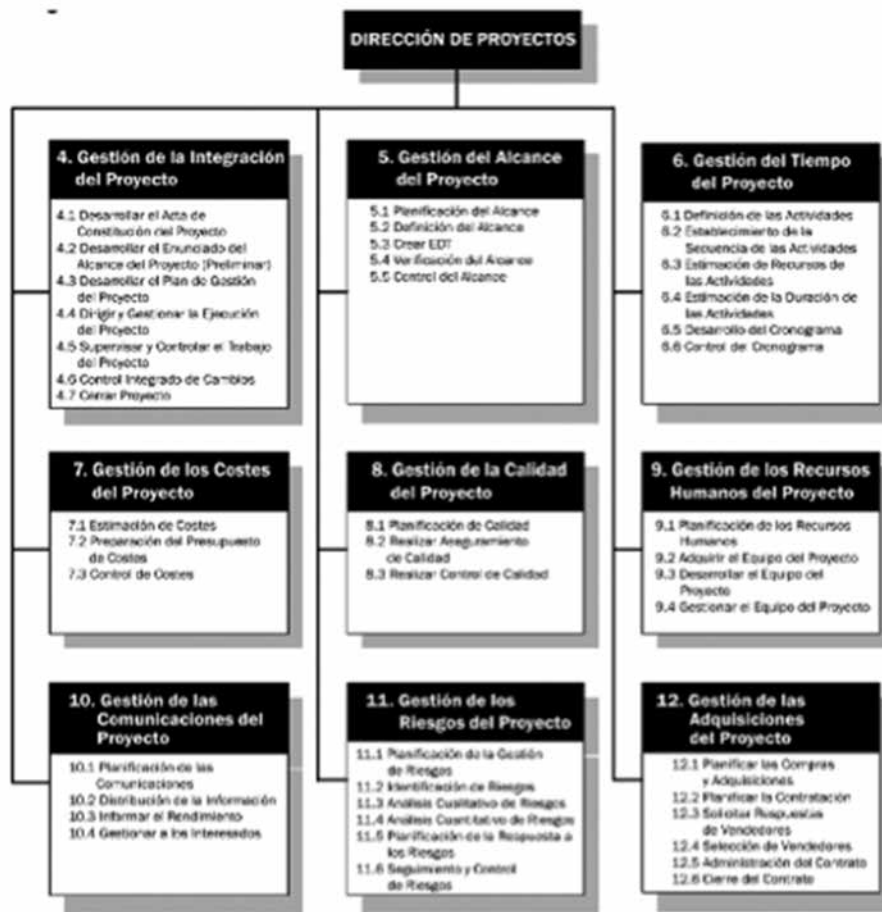 DIRECCIÓN DE PROYECTOS
4. Gestión de la Integración
del Proyecto
4.1 Desarrollar el Acta de
Constitución del Proyecto
4.2 Desarrollar el Enunciado del
Alcance del Proyecto (Preliminar)
4.3 Desarrollar el Plan de Gestión
del Proyecto
4.4 Dirigir y Gestionar la Ejecución
del Proyecto
4.5 Supervisar y Controlar el Trabajo
del Proyecto
4.6 Control Integrado de Cambios
4.7 Cerrar Proyecto
5. Gestión del Alcance
del Proyecto
5.1 Planificación del Alcance
5.2 Definición del Alcance
5.3 Crear EDT
5.4 Verificación del Alcance
5.5 Control del Alcance
6. Gestión del Tiempo
del Proyecto
6.1 Definición de las Actividades
6.2 Establecimiento de la
Secuencia de las Actividades
6.3 Estimación de Recursos de
las Actividades
6.4 Estimación de la Duración de
las Actividades
6.5 Desarrollo del Cronograma
6.6 Control del Cronograma
7. Gestión de los Costes
del Proyecto
7.1 Estimación de Costes
7.2 Preparación del Presupuesto
de Costes
7.3 Control de Costes
8. Gestión de la Calidad
del Proyecto
8.1 Planificación de Calidad
8.2 Realizar Aseguramiento
de Calidad
8.3 Realizar Control de Calidad
9. Gestión de los Recursos
Humanos del Proyecto
9.1 Planificación de los Recursos
Humanos
9.2 Adquirir el Equipo del Proyecto
9.3 Desarrollar el Equipo del
Proyecto
9.4 Gestionar el Equipo del Proyecto
10. Gestión de las
Comunicaciones del
Proyecto
10.1 Planificación de las
Comunicaciones
10.2 Distribución de la Información
10.3 Informar el Rendimiento
10.4 Gestionar a los Interesados
11. Gestión de los
Riesgos del Proyecto
11.1 Planificación de la Gestión
de Riesgos
11.2 Identificación de Riesgos
11.3 Análisis Cualitativo de Riesgos
11.4 Análisis Cuantitativo de Riesgos
11.5 Planificación de la Respuesta a
los Riesgos
11.6 Seguimiento y Control
de Riesgos
12. Gestión de las
Adquisiciones
del Proyecto
12.1 Planificar las Compras
y Adquisiciones
12.2 Planificar la Contratación
12.3 Solicitar Respuestas
de Vendedores
12.4 Selección de Vendedores
12.5 Administración del Contrato
12.6 Cierre del Contrato